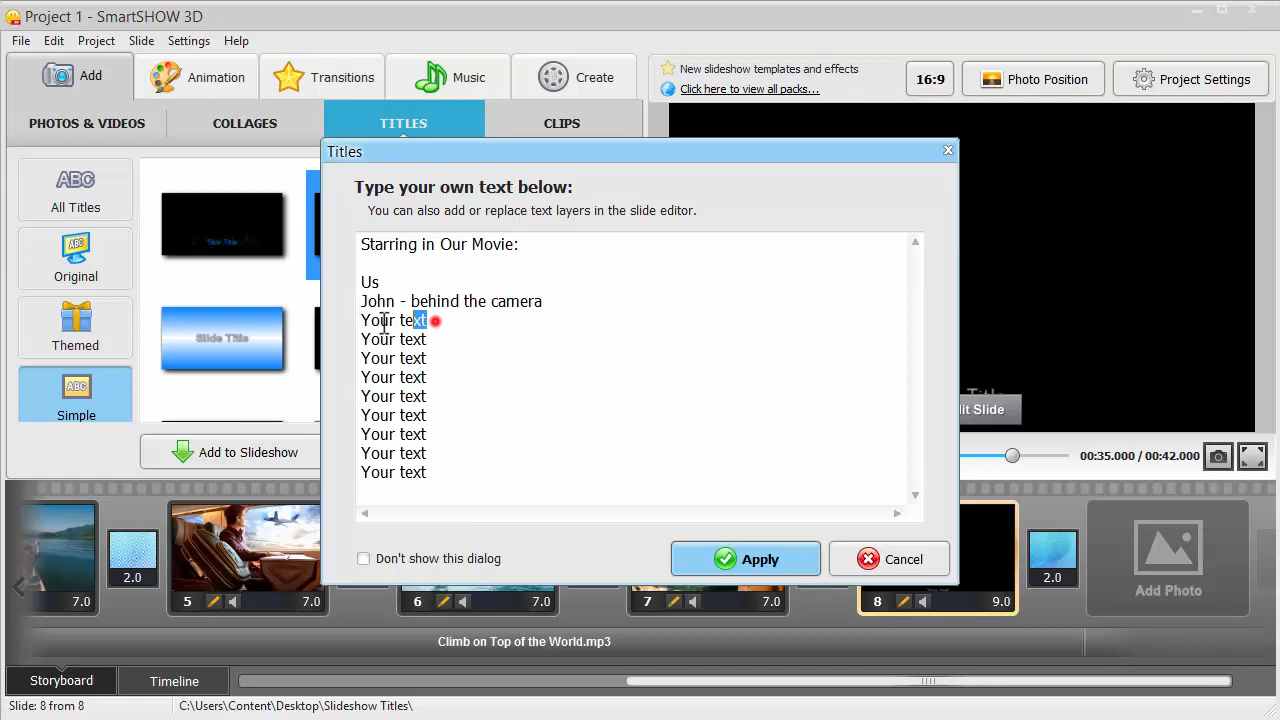 Project 1 - SmartSHOW 3D
File Edit Project Slide Settings Help
Add Animation Transitions Music Create
New slideshow templates and effects
Click here to view all packs...
16:9 Photo Position Project Settings
PHOTOS & VIDEOS COLLAGES TITLES CLIPS
Titles
ABC
All Titles
Type your own text below:
You can also add or replace text layers in the slide editor.
Slide Title
ABC
Original
Starring in Our Movie:
Us
John - behind the camera
Your text
Your text
Your text
Your text
Your text
Your text
Your text
Your text
Your text
Themed
Slide Title
ABC
Simple
Title
lit Slide
Add to Slideshow
00:35.000 / 00:42.000
Don't show this dialog
Apply Cancel
2.0 2.0
Add Photo
7.0 5 7.0 6 7.0 7 7.0 8 9.0
Climb on Top of the World.mp3
Storyboard Timeline
Slide: 8 from 8 C:\Users\Content\Desktop\Slideshow Titles\